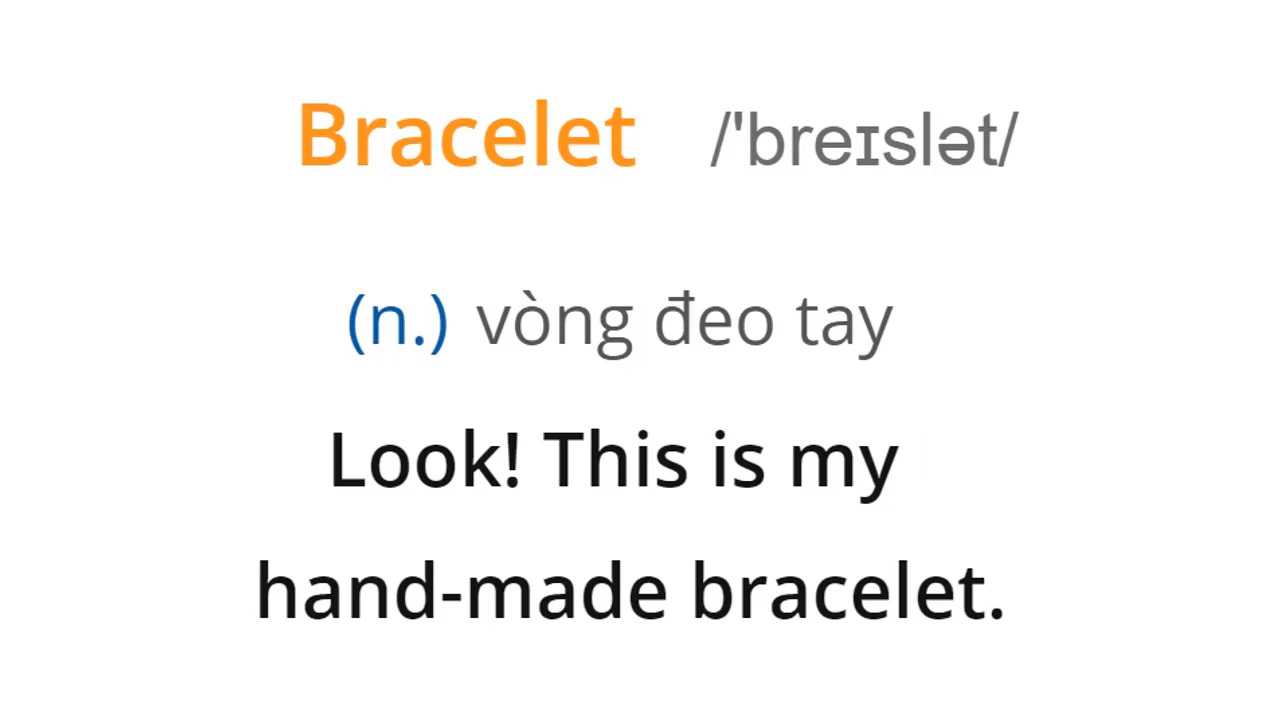 Bracelet /'breɪslət/
(n.) vòng đeo tay
Look! This is my
hand-made bracelet.